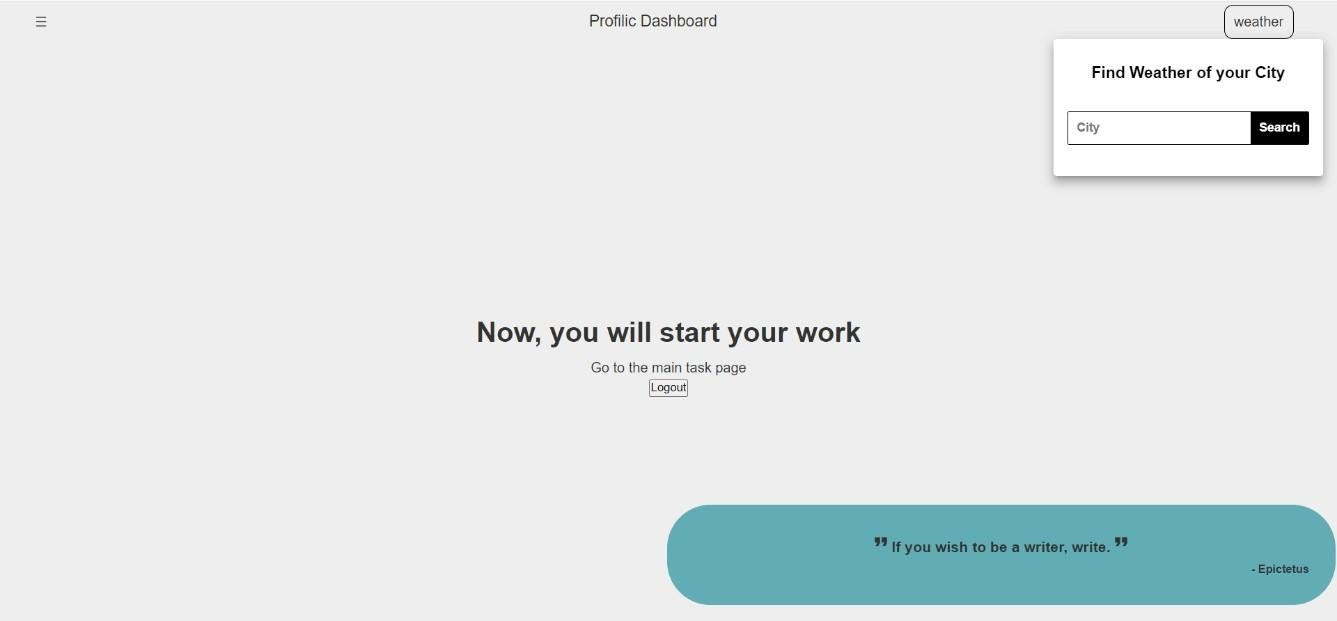 ☰
Profilic Dashboard
weather
Find Weather of your City
City
Search
Now, you will start your work
Go to the main task page
Logout
❞ If you wish to be a writer, write. ❞
- Epictetus